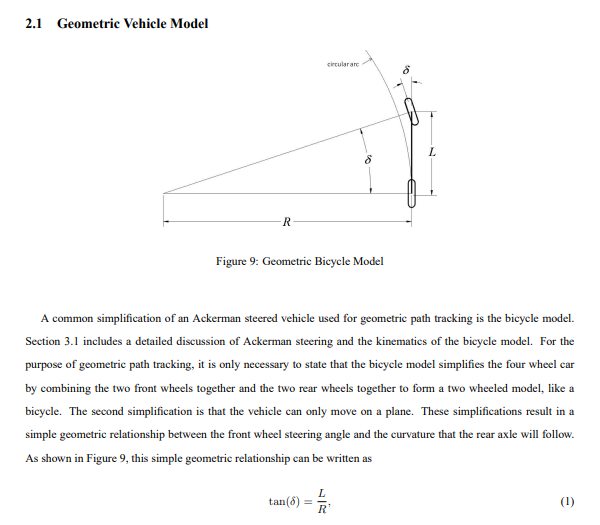 2.1 Geometric Vehicle Model
circular arc
δ
L
δ
R
Figure 9: Geometric Bicycle Model
A common simplification of an Ackerman steered vehicle used for geometric path tracking is the bicycle model.
Section 3.1 includes a detailed discussion of Ackerman steering and the kinematics of the bicycle model. For the
purpose of geometric path tracking, it is only necessary to state that the bicycle model simplifies the four wheel car
by combining the two front wheels together and the two rear wheels together to form a two wheeled model, like a
bicycle. The second simplification is that the vehicle can only move on a plane. These simplifications result in a
simple geometric relationship between the front wheel steering angle and the curvature that the rear axle will follow.
As shown in Figure 9, this simple geometric relationship can be written as
tan(δ) = L/R, (1)